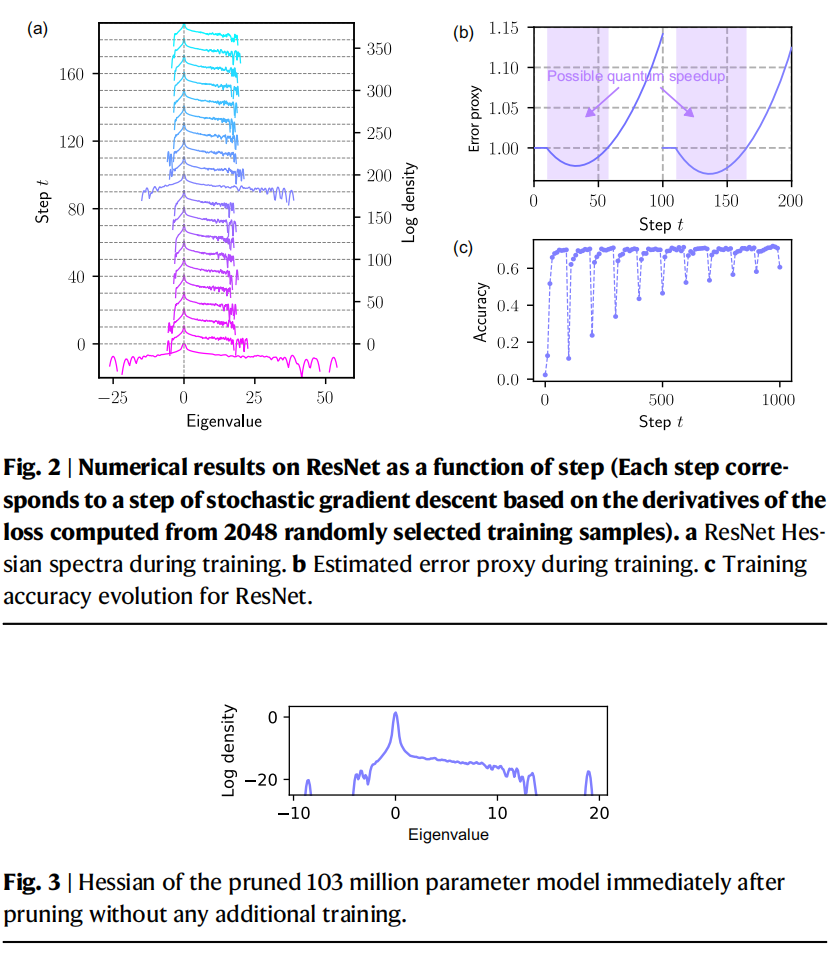 (a)
160
120
80
40
0
Step t
350
300
250
200
150
100
50
0
Log density
−25 0 25 50
Eigenvalue
(b)
1.15
1.10
1.05
1.00
Error proxy
Possible quantum speedup
0 50 100 150 200
Step t
(c)
0.6
0.4
0.2
0.0
Accuracy
0 500 1000
Step t
Fig. 2 | Numerical results on ResNet as a function of step (Each step corre-
sponds to a step of stochastic gradient descent based on the derivatives of the
loss computed from 2048 randomly selected training samples). a ResNet Hes-
sian spectra during training. b Estimated error proxy during training. c Training
accuracy evolution for ResNet.
0
−20
Log density
−10 0 10 20
Eigenvalue
Fig. 3 | Hessian of the pruned 103 million parameter model immediately after
pruning without any additional training.